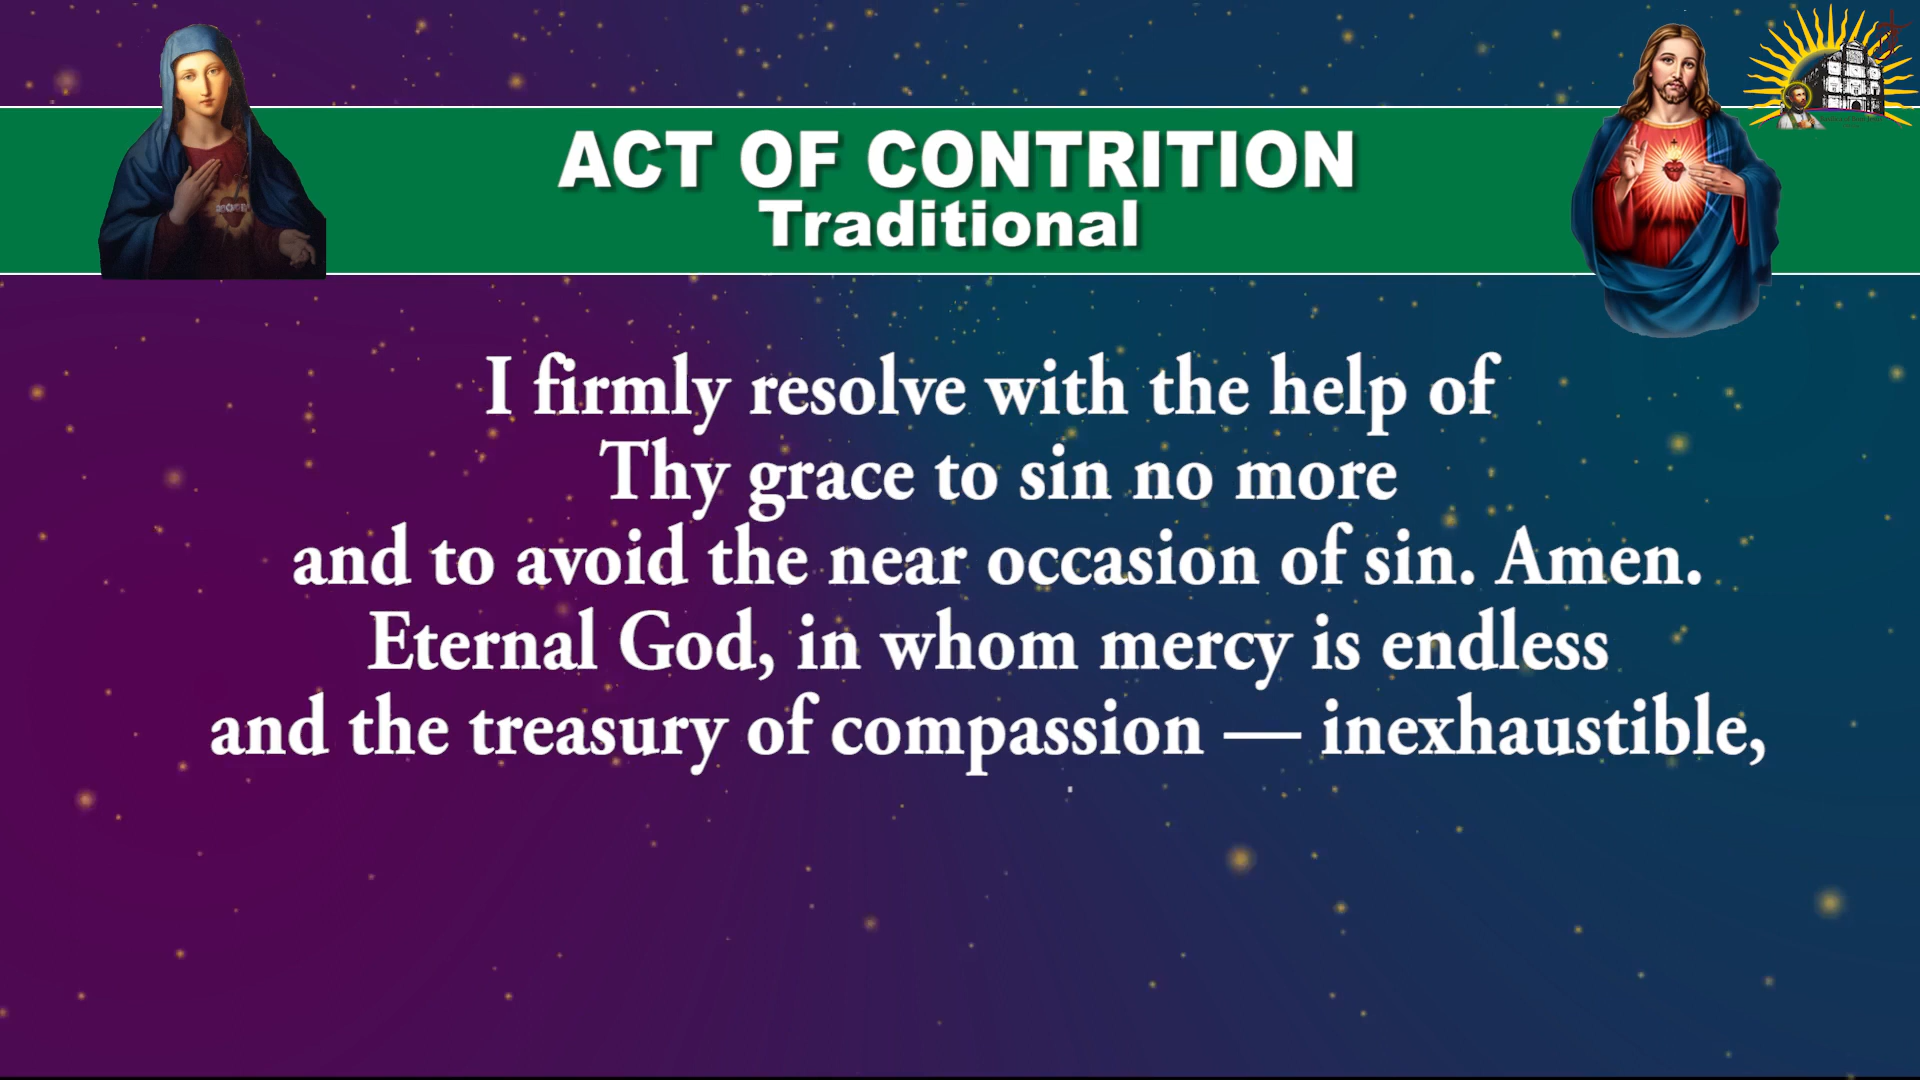 ACT OF CONTRITION
Traditional
I firmly resolve with the help of
Thy grace to sin no more
and to avoid the near occasion of sin. Amen.
Eternal God, in whom mercy is endless
and the treasury of compassion — inexhaustible,